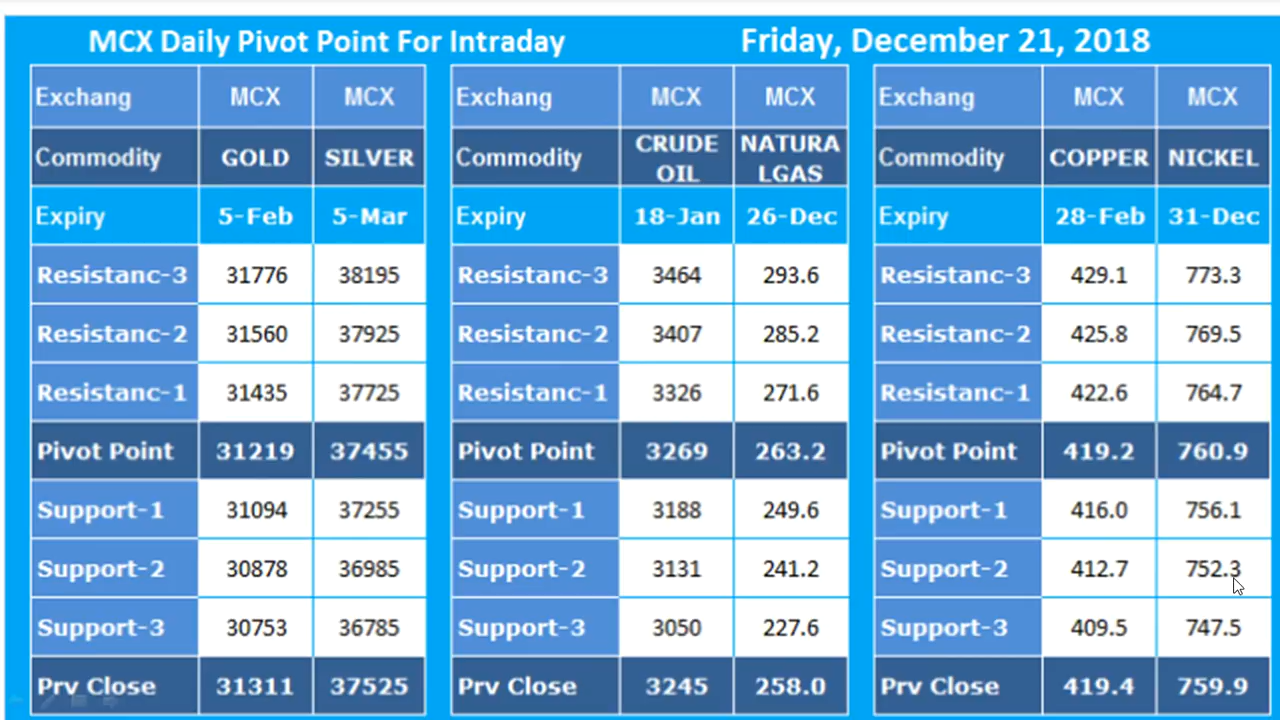 MCX Daily Pivot Point For Intraday Friday, December 21, 2018
Exchang MCX MCX
Commodity GOLD SILVER
Expiry 5-Feb 5-Mar
Resistanc-3 31776 38195
Resistanc-2 31560 37925
Resistanc-1 31435 37725
Pivot Point 31219 37455
Support-1 31094 37255
Support-2 30878 36985
Support-3 30753 36785
Prv Close 31311 37525
Exchang MCX MCX
Commodity CRUDE OIL NATURA LGAS
Expiry 18-Jan 26-Dec
Resistanc-3 3464 293.6
Resistanc-2 3407 285.2
Resistanc-1 3326 271.6
Pivot Point 3269 263.2
Support-1 3188 249.6
Support-2 3131 241.2
Support-3 3050 227.6
Prv Close 3245 258.0
Exchang MCX MCX
Commodity COPPER NICKEL
Expiry 28-Feb 31-Dec
Resistanc-3 429.1 773.3
Resistanc-2 425.8 769.5
Resistanc-1 422.6 764.7
Pivot Point 419.2 760.9
Support-1 416.0 756.1
Support-2 412.7 752.3
Support-3 409.5 747.5
Prv Close 419.4 759.9